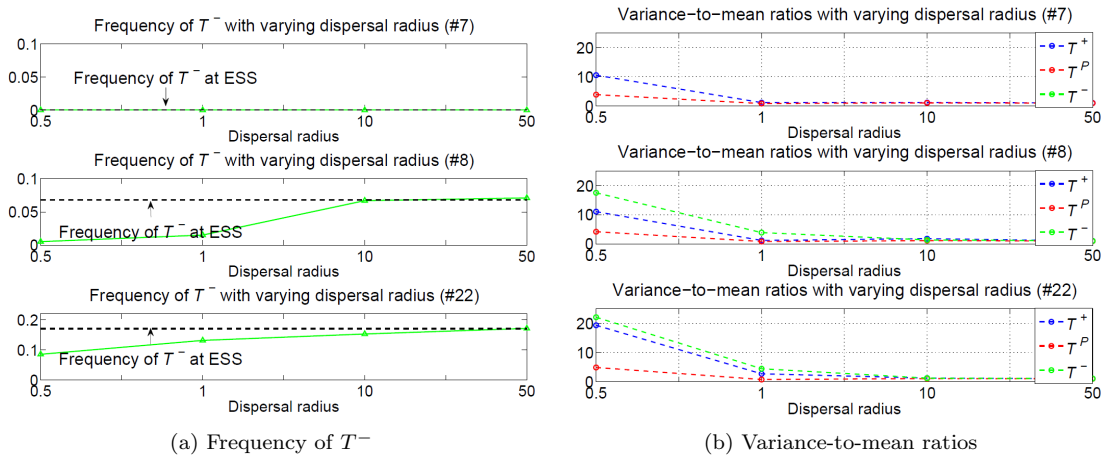 Frequency of T⁻ with varying dispersal radius (#7)
0.1
0.05
0
Frequency of T⁻ at ESS
0.5 1 10 50
Dispersal radius
Frequency of T⁻ with varying dispersal radius (#8)
0.1
0.05
0
Frequency of T⁻ at ESS
0.5 1 10 50
Dispersal radius
Frequency of T⁻ with varying dispersal radius (#22)
0.2
0.1
0
Frequency of T⁻ at ESS
0.5 1 10 50
Dispersal radius
(a) Frequency of T⁻
Variance−to−mean ratios with varying dispersal radius (#7)
20
10
0
T⁺
Tᴾ
T⁻
0.5 1 10 50
Dispersal radius
Variance−to−mean ratios with varying dispersal radius (#8)
20
10
0
T⁺
Tᴾ
T⁻
0.5 1 10 50
Dispersal radius
Variance−to−mean ratios with varying dispersal radius (#22)
20
10
0
T⁺
Tᴾ
T⁻
0.5 1 10 50
Dispersal radius
(b) Variance-to-mean ratios